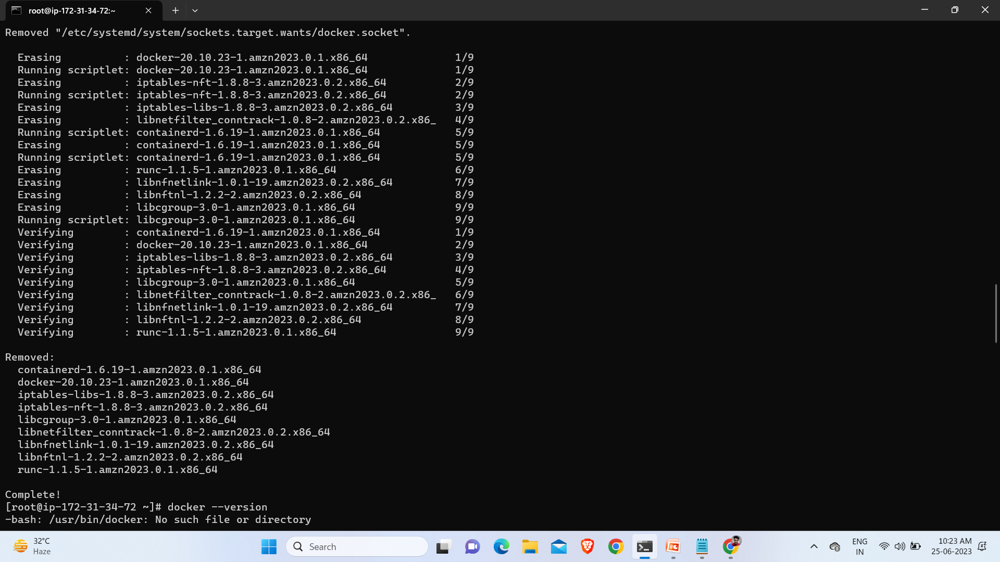 root@ip-172-31-34-72:~
Removed "/etc/systemd/system/sockets.target.wants/docker.socket".
Erasing : docker-20.10.23-1.amzn2023.0.1.x86_64 1/9
Running scriptlet: docker-20.10.23-1.amzn2023.0.1.x86_64 1/9
Erasing : iptables-nft-1.8.8-3.amzn2023.0.2.x86_64 2/9
Running scriptlet: iptables-nft-1.8.8-3.amzn2023.0.2.x86_64 2/9
Erasing : iptables-libs-1.8.8-3.amzn2023.0.2.x86_64 3/9
Erasing : libnetfilter_conntrack-1.0.8-2.amzn2023.0.2.x86_ 4/9
Running scriptlet: containerd-1.6.19-1.amzn2023.0.1.x86_64 5/9
Erasing : containerd-1.6.19-1.amzn2023.0.1.x86_64 5/9
Running scriptlet: containerd-1.6.19-1.amzn2023.0.1.x86_64 5/9
Erasing : runc-1.1.5-1.amzn2023.0.1.x86_64 6/9
Erasing : libnfnetlink-1.0.1-19.amzn2023.0.2.x86_64 7/9
Erasing : libnftnl-1.2.2-2.amzn2023.0.2.x86_64 8/9
Erasing : libcgroup-3.0-1.amzn2023.0.1.x86_64 9/9
Running scriptlet: libcgroup-3.0-1.amzn2023.0.1.x86_64 9/9
Verifying : containerd-1.6.19-1.amzn2023.0.1.x86_64 1/9
Verifying : docker-20.10.23-1.amzn2023.0.1.x86_64 2/9
Verifying : iptables-libs-1.8.8-3.amzn2023.0.2.x86_64 3/9
Verifying : iptables-nft-1.8.8-3.amzn2023.0.2.x86_64 4/9
Verifying : libcgroup-3.0-1.amzn2023.0.1.x86_64 5/9
Verifying : libnetfilter_conntrack-1.0.8-2.amzn2023.0.2.x86_ 6/9
Verifying : libnfnetlink-1.0.1-19.amzn2023.0.2.x86_64 7/9
Verifying : libnftnl-1.2.2-2.amzn2023.0.2.x86_64 8/9
Verifying : runc-1.1.5-1.amzn2023.0.1.x86_64 9/9
Removed:
containerd-1.6.19-1.amzn2023.0.1.x86_64
docker-20.10.23-1.amzn2023.0.1.x86_64
iptables-libs-1.8.8-3.amzn2023.0.2.x86_64
iptables-nft-1.8.8-3.amzn2023.0.2.x86_64
libcgroup-3.0-1.amzn2023.0.1.x86_64
libnetfilter_conntrack-1.0.8-2.amzn2023.0.2.x86_64
libnfnetlink-1.0.1-19.amzn2023.0.2.x86_64
libnftnl-1.2.2-2.amzn2023.0.2.x86_64
runc-1.1.5-1.amzn2023.0.1.x86_64
Complete!
[root@ip-172-31-34-72 ~]# docker --version
-bash: /usr/bin/docker: No such file or directory
32°C
Haze
Search
ENG
IN
10:23 AM
25-06-2023